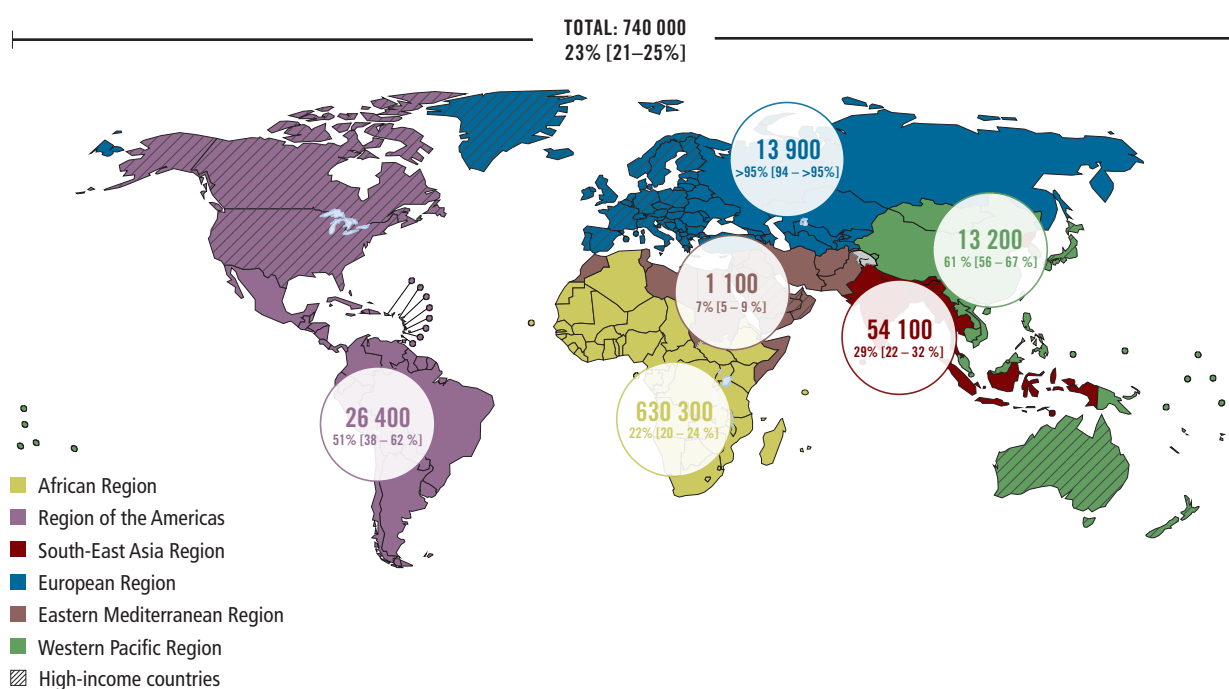 TOTAL: 740 000
23% [21–25%]
13 900
>95% [94 – >95%]
13 200
61 % [56 – 67 %]
1 100
7% [5 – 9 %]
54 100
29% [22 – 32 %]
26 400
51% [38 – 62 %]
630 300
22% [20 – 24 %]
African Region
Region of the Americas
South-East Asia Region
European Region
Eastern Mediterranean Region
Western Pacific Region
High-income countries